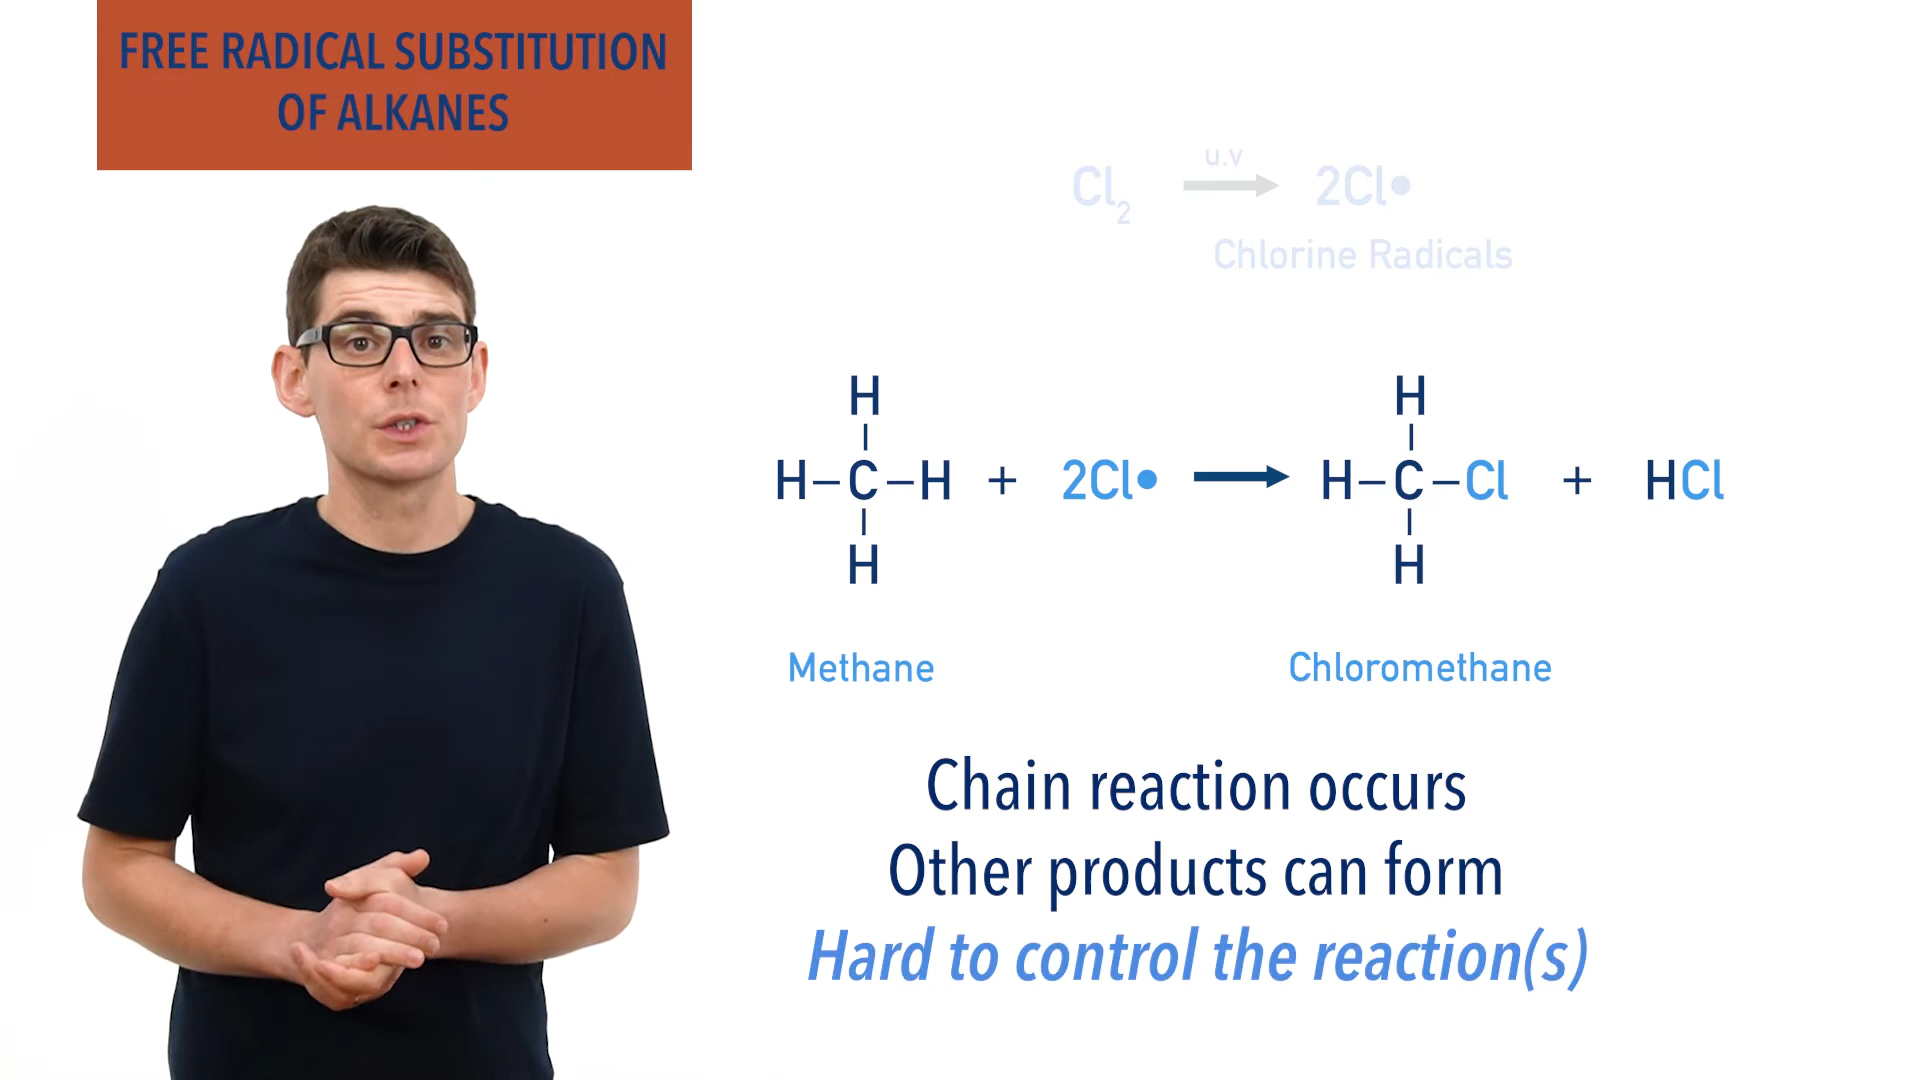 FREE RADICAL SUBSTITUTION
OF ALKANES
u.v
Cl₂ → 2Cl•
Chlorine Radicals
H H
H–C–H + 2Cl• → H–C–Cl + HCl
H H
Methane Chloromethane
Chain reaction occurs
Other products can form
Hard to control the reaction(s)